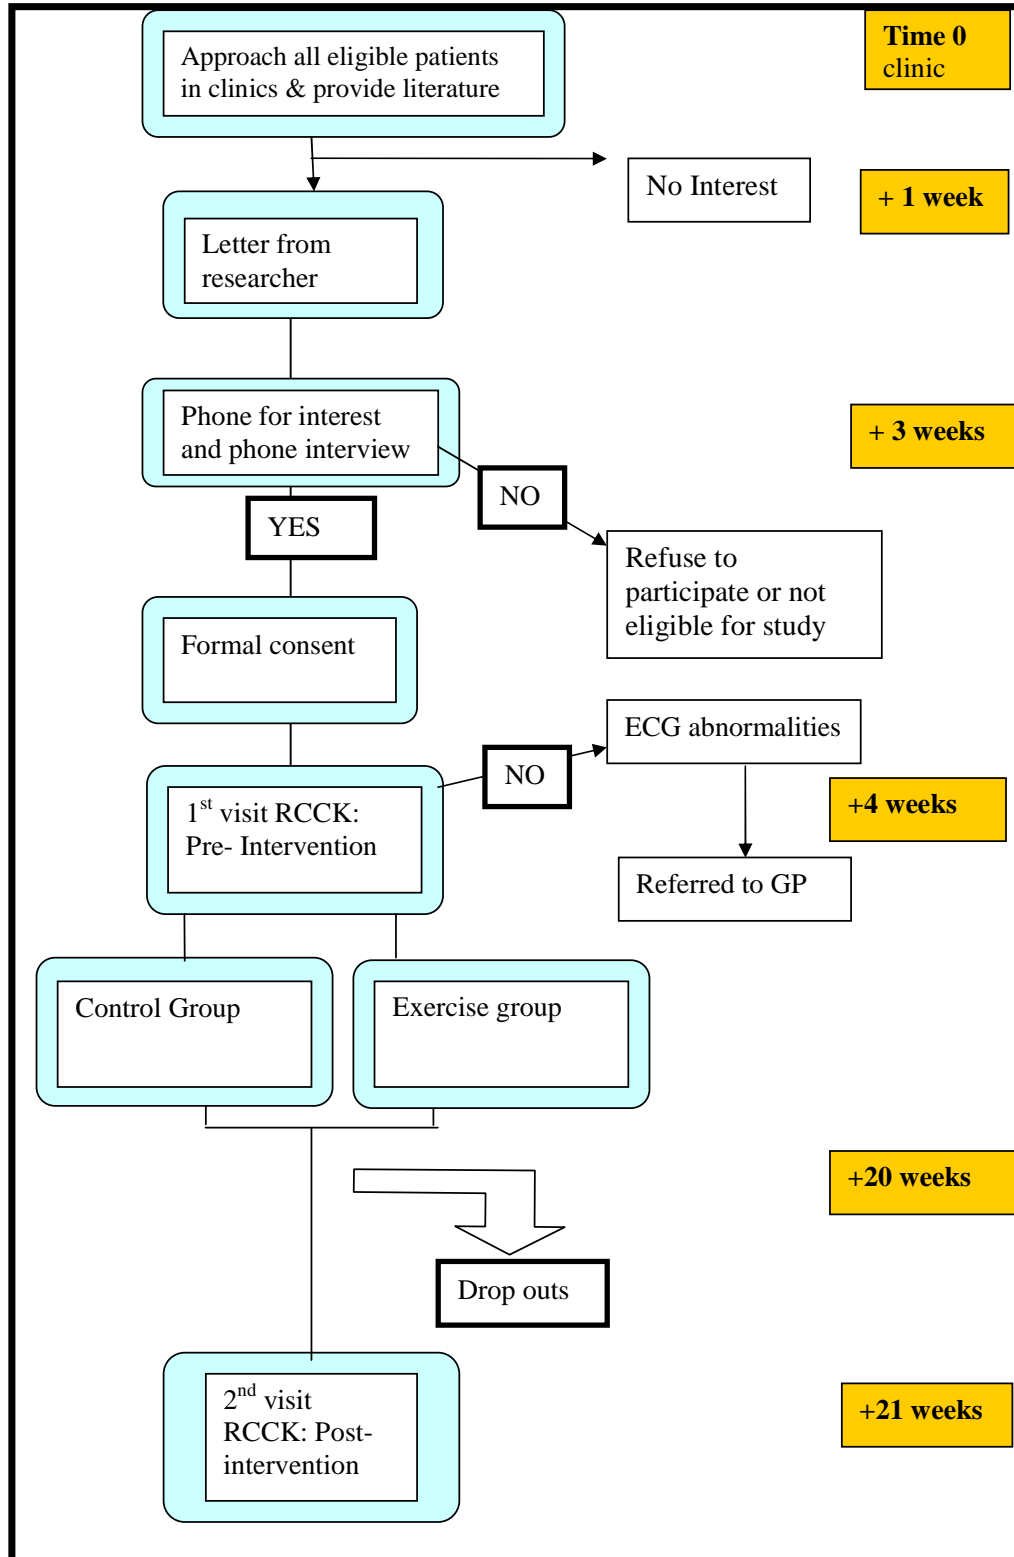 Approach all eligible patients
in clinics & provide literature
Time 0
clinic
No Interest
+ 1 week
Letter from
researcher
Phone for interest
and phone interview
+ 3 weeks
NO
YES
Refuse to
participate or not
eligible for study
Formal consent
ECG abnormalities
NO
1st visit RCCK:
Pre- Intervention
+4 weeks
Referred to GP
Control Group
Exercise group
+20 weeks
Drop outs
2nd visit
RCCK: Post-
intervention
+21 weeks